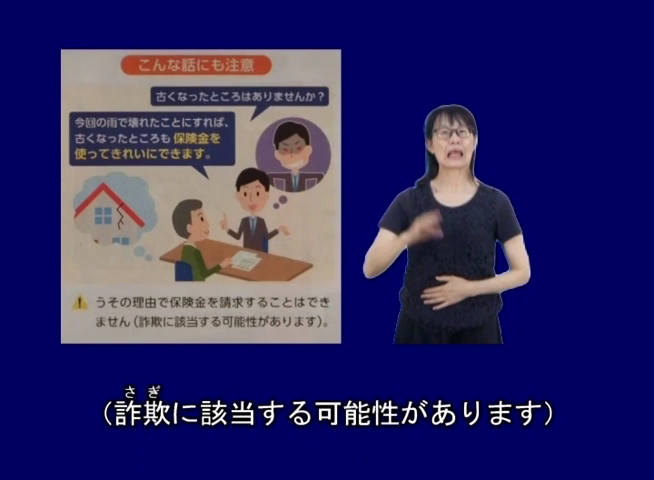 こんな話にも注意
古くなったところはありませんか？
今回の雨で壊れたことにすれば、
古くなったところも 保険金を
使ってきれいにできます。
うその理由で保険金を請求することはでき
ません（詐欺に該当する可能性があります）。
さぎ
（詐欺に該当する可能性があります）